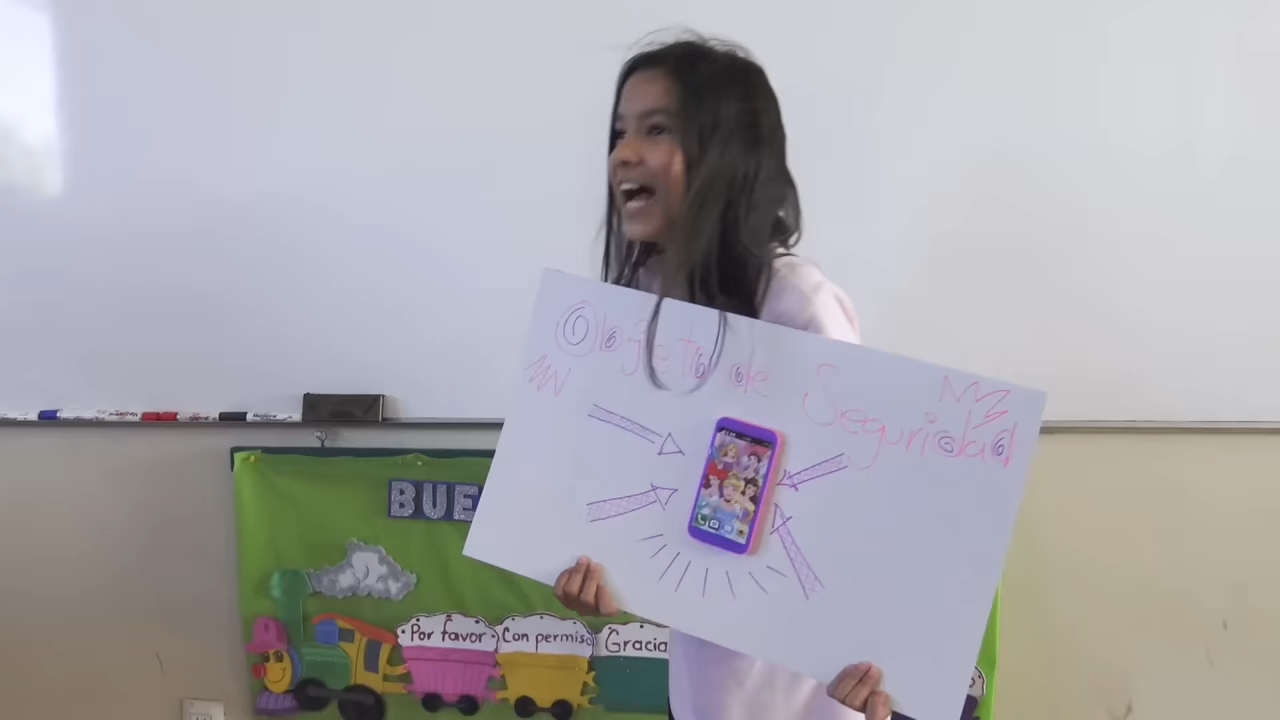 Objeto de Seguridad
BUE
Por favor
Con permiso
Gracia